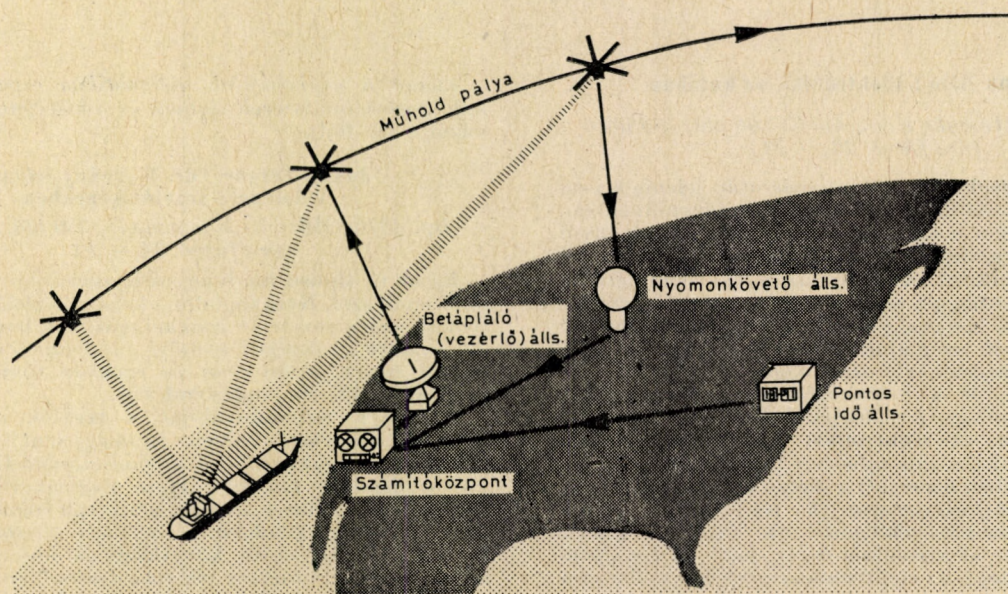 Műhold pálya
Nyomonkövető álls.
Betápláló
(vezérlő) álls.
Pontos
idő álls.
Számítóközpont